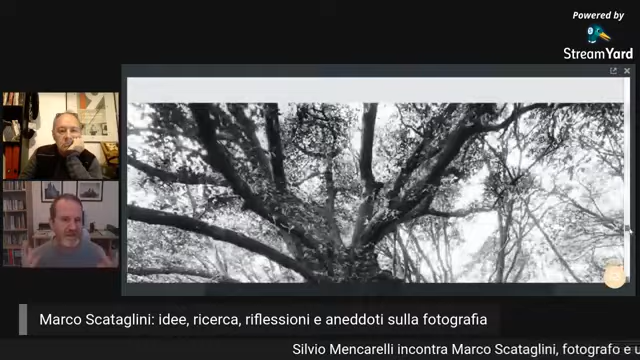 Powered by
StreamYard
Marco Scataglini: idee, ricerca, riflessioni e aneddoti sulla fotografia
Silvio Mencarelli incontra Marco Scataglini, fotografo e u